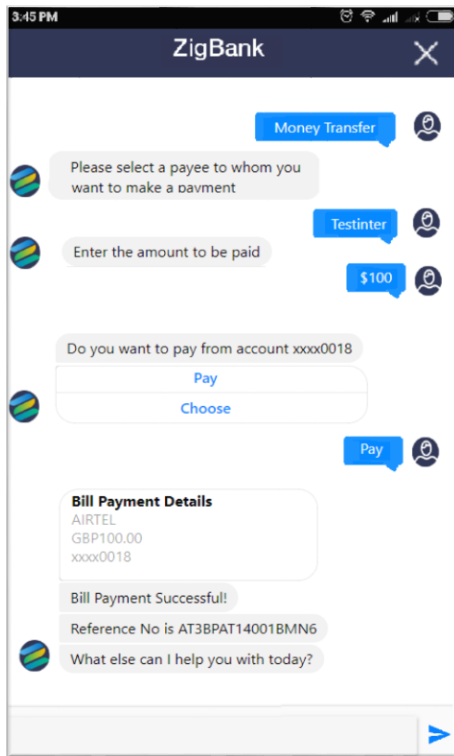 3:45 PM
ZigBank
Money Transfer
Please select a payee to whom you
want to make a payment
Testinter
Enter the amount to be paid
$100
Do you want to pay from account xxxx0018
Pay
Choose
Pay
Bill Payment Details
AIRTEL
GBP100.00
xxxx0018
Bill Payment Successful!
Reference No is AT3BPAT14001BMN6
What else can I help you with today?